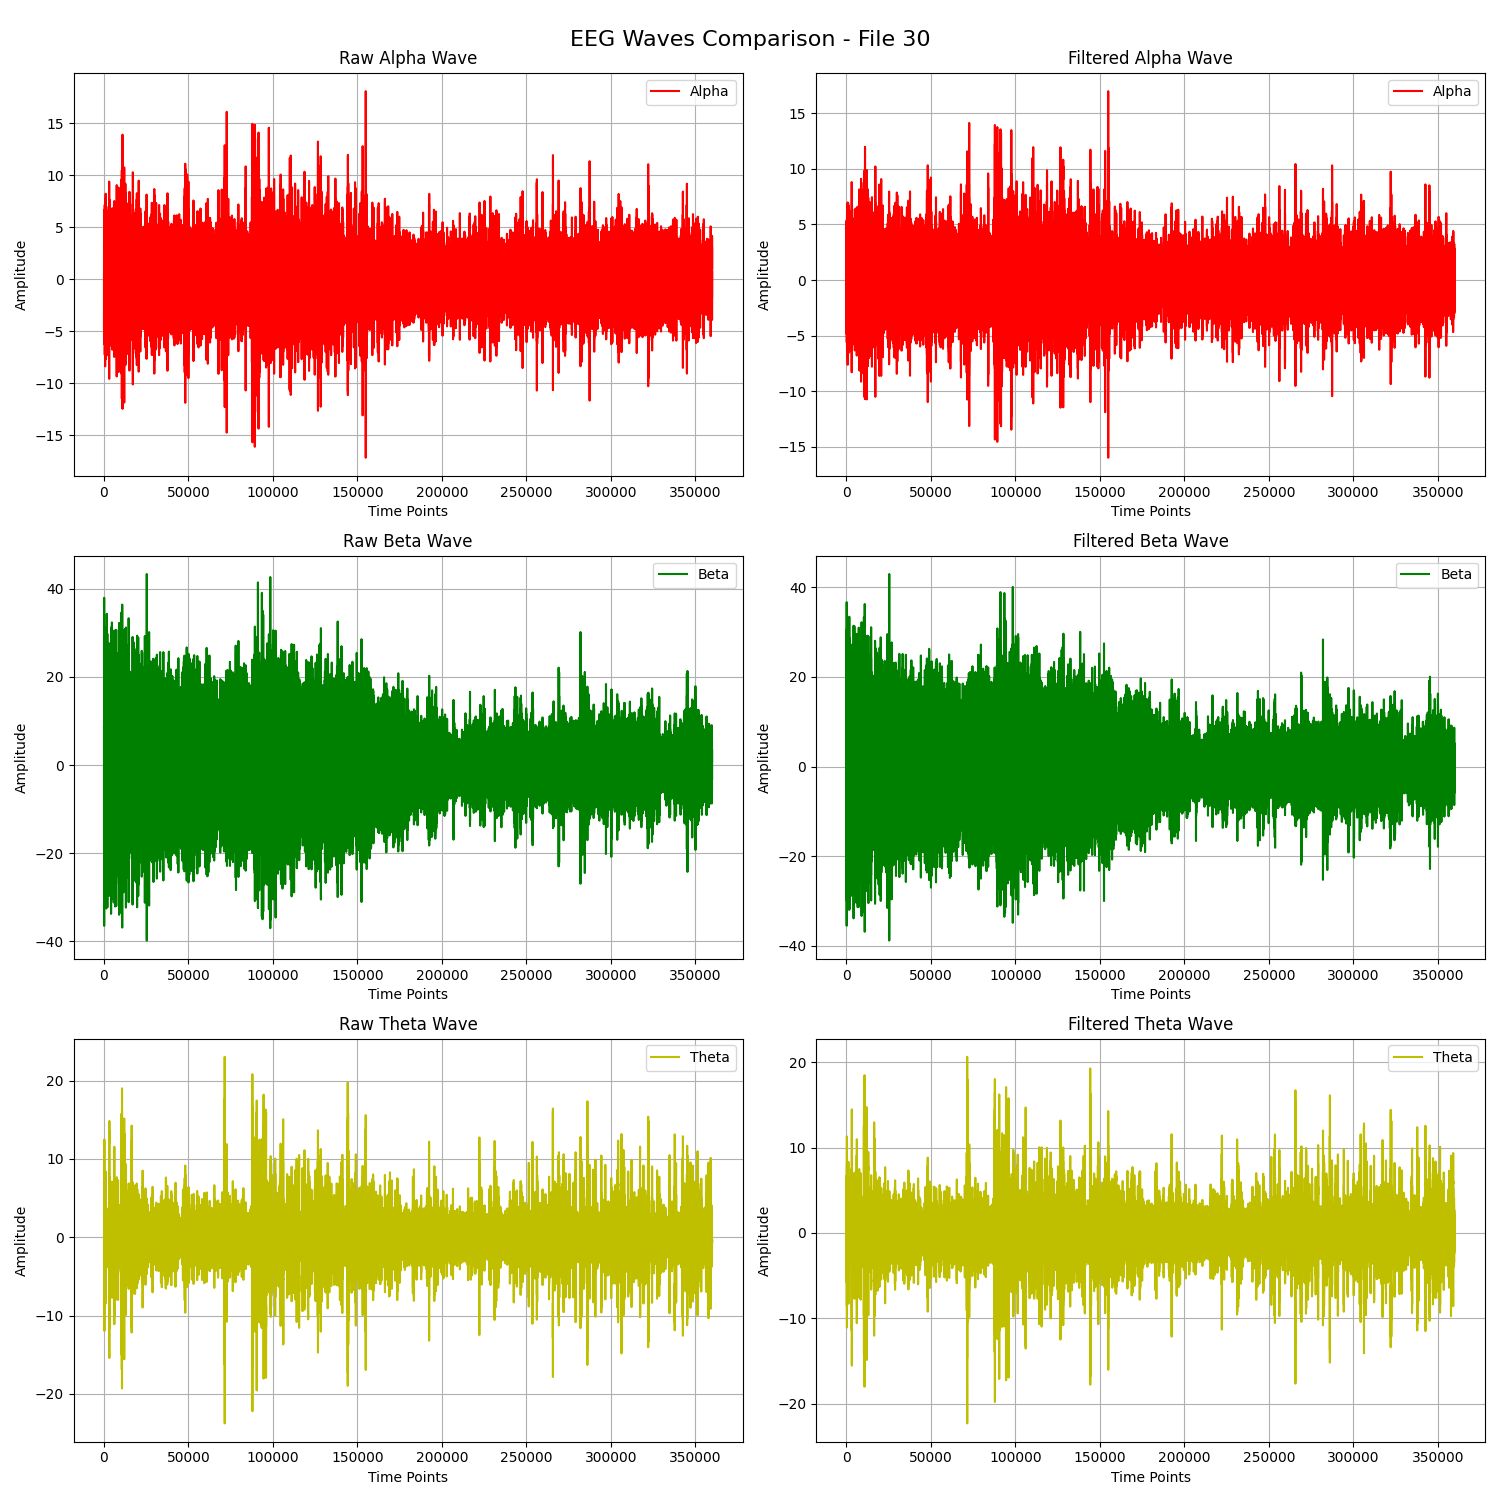 EEG Waves Comparison - File 30
Raw Alpha Wave
Alpha
Amplitude
15
10
5
0
−5
−10
−15
0 50000 100000 150000 200000 250000 300000 350000
Time Points
Filtered Alpha Wave
Alpha
Amplitude
15
10
5
0
−5
−10
−15
0 50000 100000 150000 200000 250000 300000 350000
Time Points
Raw Beta Wave
Beta
Amplitude
40
20
0
−20
−40
0 50000 100000 150000 200000 250000 300000 350000
Time Points
Filtered Beta Wave
Beta
Amplitude
40
20
0
−20
−40
0 50000 100000 150000 200000 250000 300000 350000
Time Points
Raw Theta Wave
Theta
Amplitude
20
10
0
−10
−20
0 50000 100000 150000 200000 250000 300000 350000
Time Points
Filtered Theta Wave
Theta
Amplitude
20
10
0
−10
−20
0 50000 100000 150000 200000 250000 300000 350000
Time Points